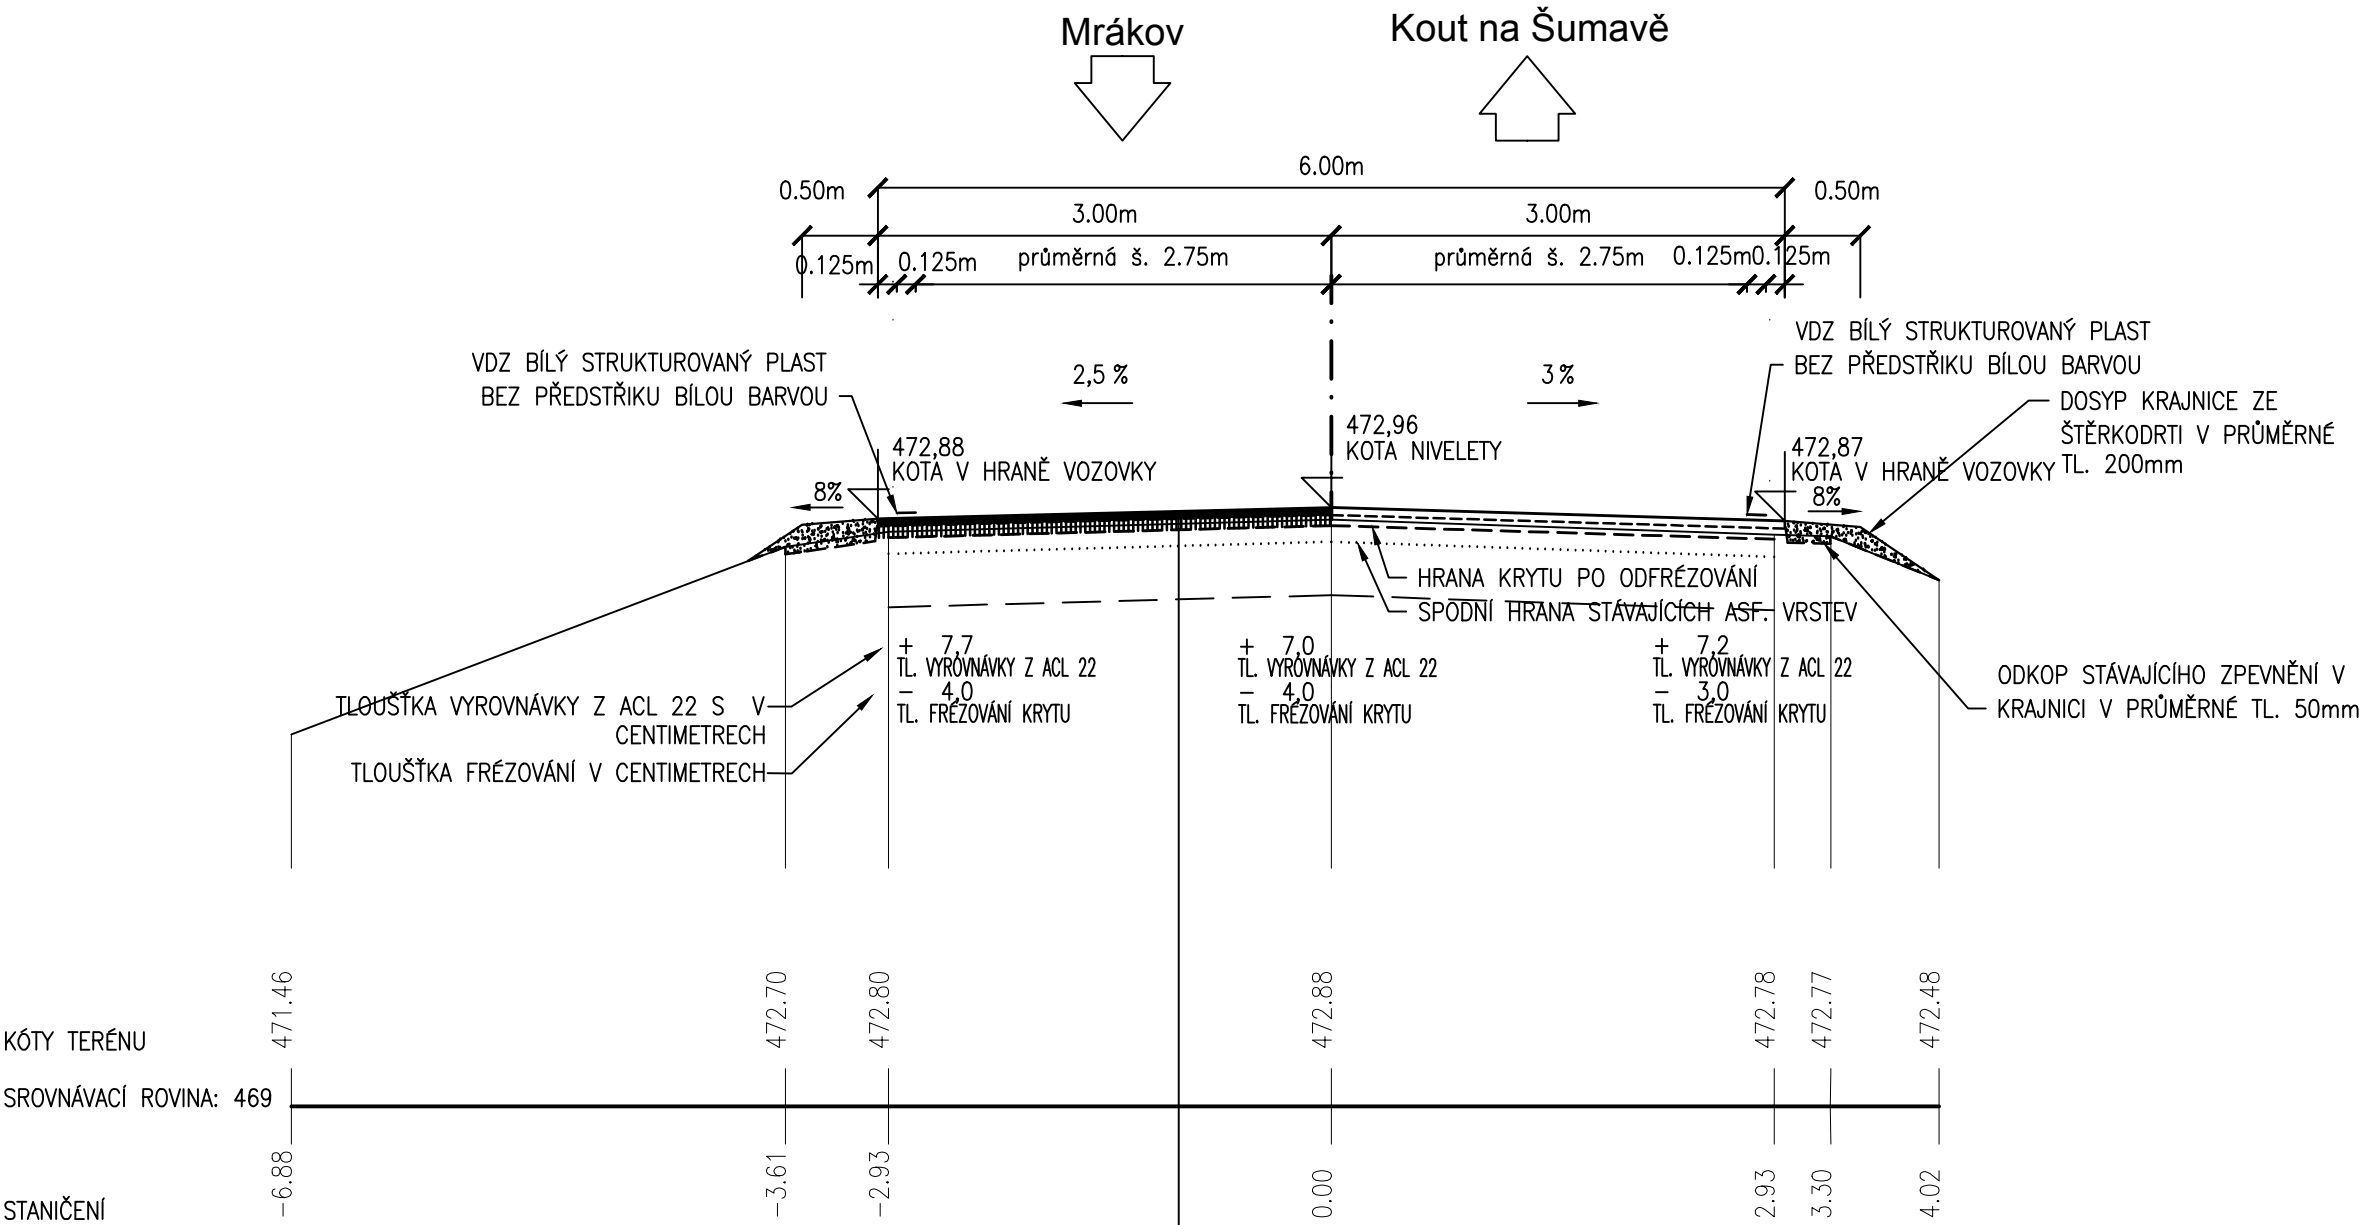 Mrákov
Kout na Šumavě
6.00m
0.50m
0.50m
3.00m
3.00m
0.125m
0.125m
průměrná š. 2.75m
průměrná š. 2.75m
0.125m
0.125m
VDZ BÍLÝ STRUKTUROVANÝ PLAST
BEZ PŘEDSTŘIKU BÍLOU BARVOU
2,5 %
3 %
VDZ BÍLÝ STRUKTUROVANÝ PLAST
BEZ PŘEDSTŘIKU BÍLOU BARVOU
DOSYP KRAJNICE ZE
ŠTĚRKODRTI V PRŮMĚRNÉ
TL. 200mm
472,88
KOTA V HRANĚ VOZOVKY
472,96
KOTA NIVELETY
472,87
KOTA V HRANĚ VOZOVKY
8%
8%
HRANA KRYTU PO ODFRÉZOVÁNÍ
SPODNÍ HRANA STÁVAJÍCÍCH ASF. VRSTEV
+ 7,7
TL. VYROVNÁVKY Z ACL 22
- 4,0
TL. FRÉZOVÁNÍ KRYTU
+ 7,0
TL. VYROVNÁVKY Z ACL 22
- 4,0
TL. FRÉZOVÁNÍ KRYTU
+ 7,2
TL. VYROVNÁVKY Z ACL 22
- 3,0
TL. FRÉZOVÁNÍ KRYTU
TLOUŠŤKA VYROVNÁVKY Z ACL 22 S V
CENTIMETRECH
TLOUŠŤKA FRÉZOVÁNÍ V CENTIMETRECH
ODKOP STÁVAJÍCÍHO ZPEVNĚNÍ V
KRAJNICI V PRŮMĚRNÉ TL. 50mm
KÓTY TERÉNU
471.46
472.70
472.80
472.88
472.78
472.77
472.48
SROVNÁVACÍ ROVINA: 469
STANIČENÍ
-6.88
-3.61
-2.93
0.00
2.93
3.30
4.02